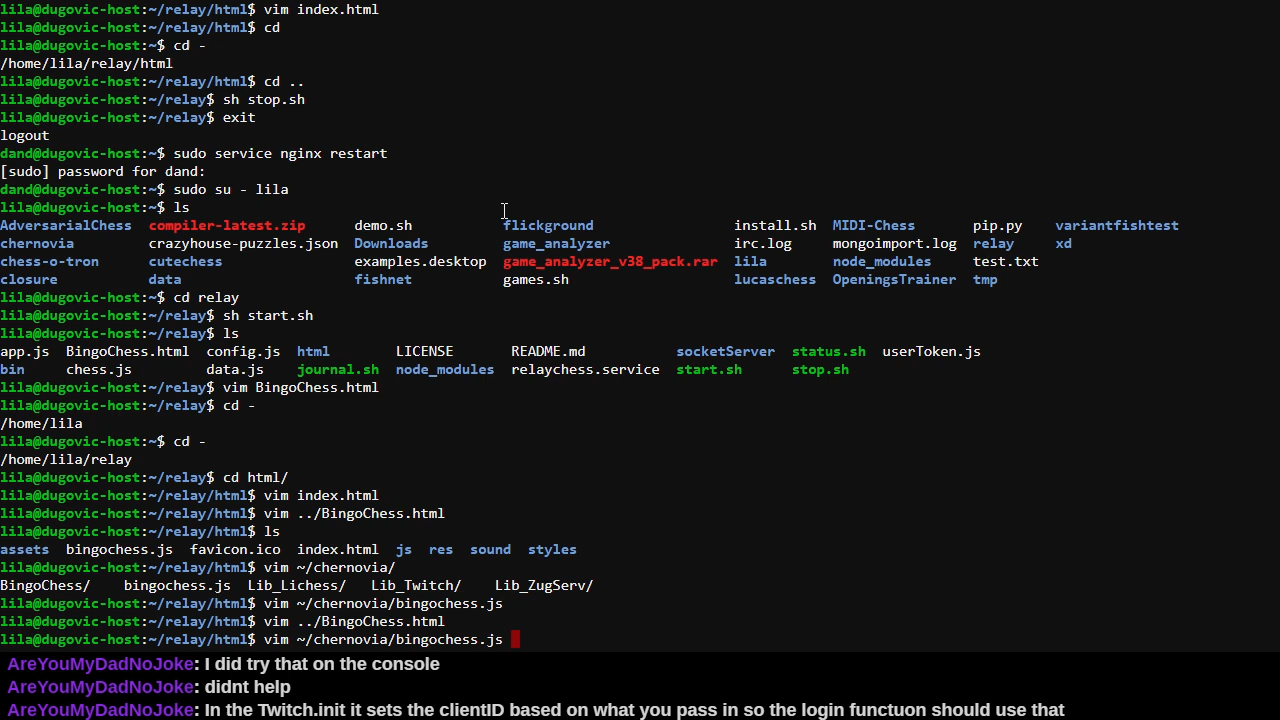 lila@dugovic-host:~/relay/html$ vim index.html
lila@dugovic-host:~/relay/html$ cd
lila@dugovic-host:~$ cd -
/home/lila/relay/html
lila@dugovic-host:~/relay/html$ cd ..
lila@dugovic-host:~/relay$ sh stop.sh
lila@dugovic-host:~/relay$ exit
logout
dand@dugovic-host:~$ sudo service nginx restart
[sudo] password for dand:
dand@dugovic-host:~$ sudo su - lila
lila@dugovic-host:~$ ls
AdversarialChess compiler-latest.zip demo.sh flickground install.sh MIDI-Chess pip.py variantfishtest
chernovia crazyhouse-puzzles.json Downloads game_analyzer irc.log mongoimport.log relay xd
chess-o-tron cutechess examples.desktop game_analyzer_v38_pack.rar lila node_modules test.txt
closure data fishnet games.sh lucaschess OpeningsTrainer tmp
lila@dugovic-host:~$ cd relay
lila@dugovic-host:~/relay$ sh start.sh
lila@dugovic-host:~/relay$ ls
app.js BingoChess.html config.js html LICENSE README.md socketServer status.sh userToken.js
bin chess.js data.js journal.sh node_modules relaychess.service start.sh stop.sh
lila@dugovic-host:~/relay$ vim BingoChess.html
lila@dugovic-host:~/relay$ cd -
/home/lila
lila@dugovic-host:~$ cd -
/home/lila/relay
lila@dugovic-host:~/relay$ cd html/
lila@dugovic-host:~/relay/html$ vim index.html
lila@dugovic-host:~/relay/html$ vim ../BingoChess.html
lila@dugovic-host:~/relay/html$ ls
assets bingochess.js favicon.ico index.html js res sound styles
lila@dugovic-host:~/relay/html$ vim ~/chernovia/
BingoChess/ bingochess.js Lib_Lichess/ Lib_Twitch/ Lib_ZugServ/
lila@dugovic-host:~/relay/html$ vim ~/chernovia/bingochess.js
lila@dugovic-host:~/relay/html$ vim ../BingoChess.html
lila@dugovic-host:~/relay/html$ vim ~/chernovia/bingochess.js
AreYouMyDadNoJoke: I did try that on the console
AreYouMyDadNoJoke: didnt help
AreYouMyDadNoJoke: In the Twitch.init it sets the clientID based on what you pass in so the login functuon should use that